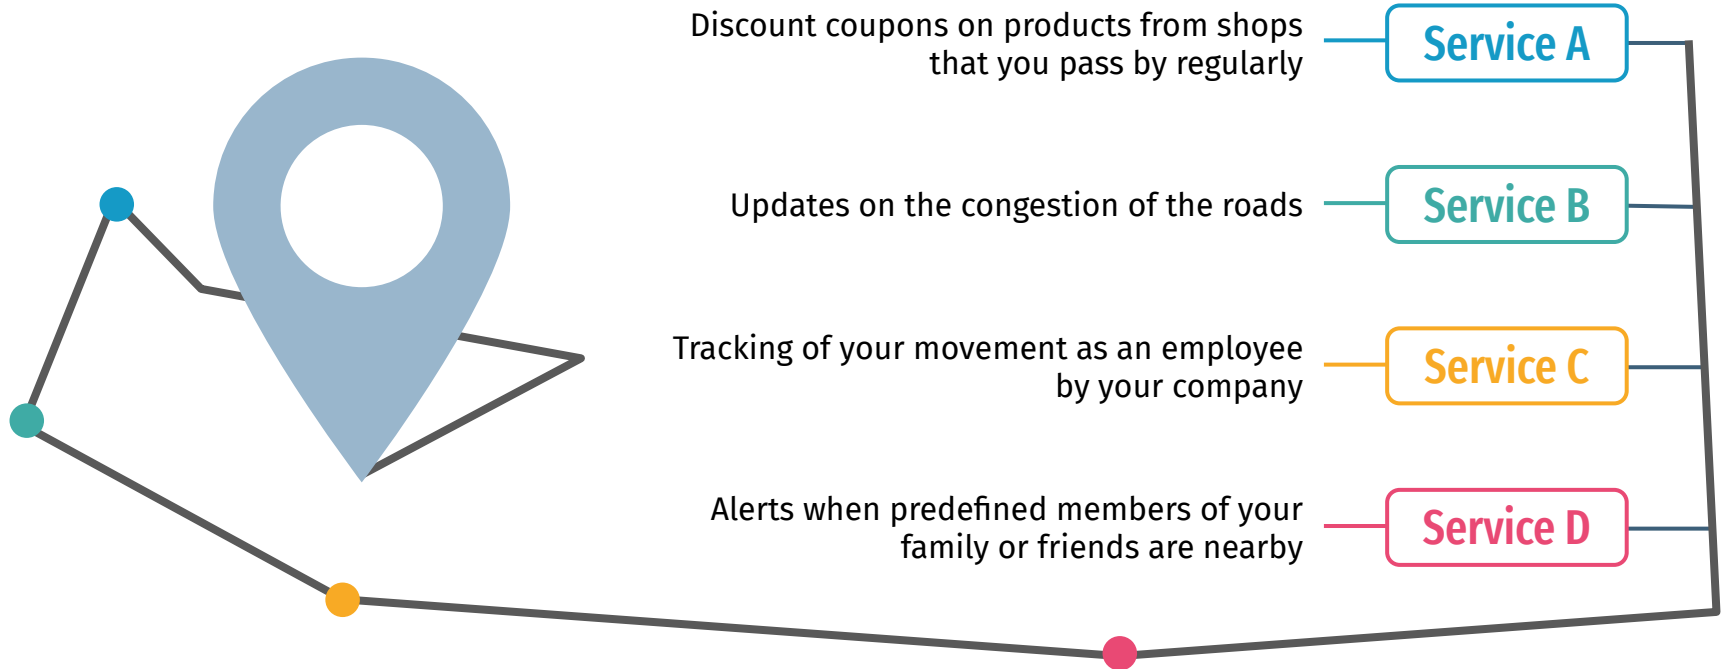 Discount coupons on products from shops
that you pass by regularly
Service A
Updates on the congestion of the roads
Service B
Tracking of your movement as an employee
by your company
Service C
Alerts when predefined members of your
family or friends are nearby
Service D